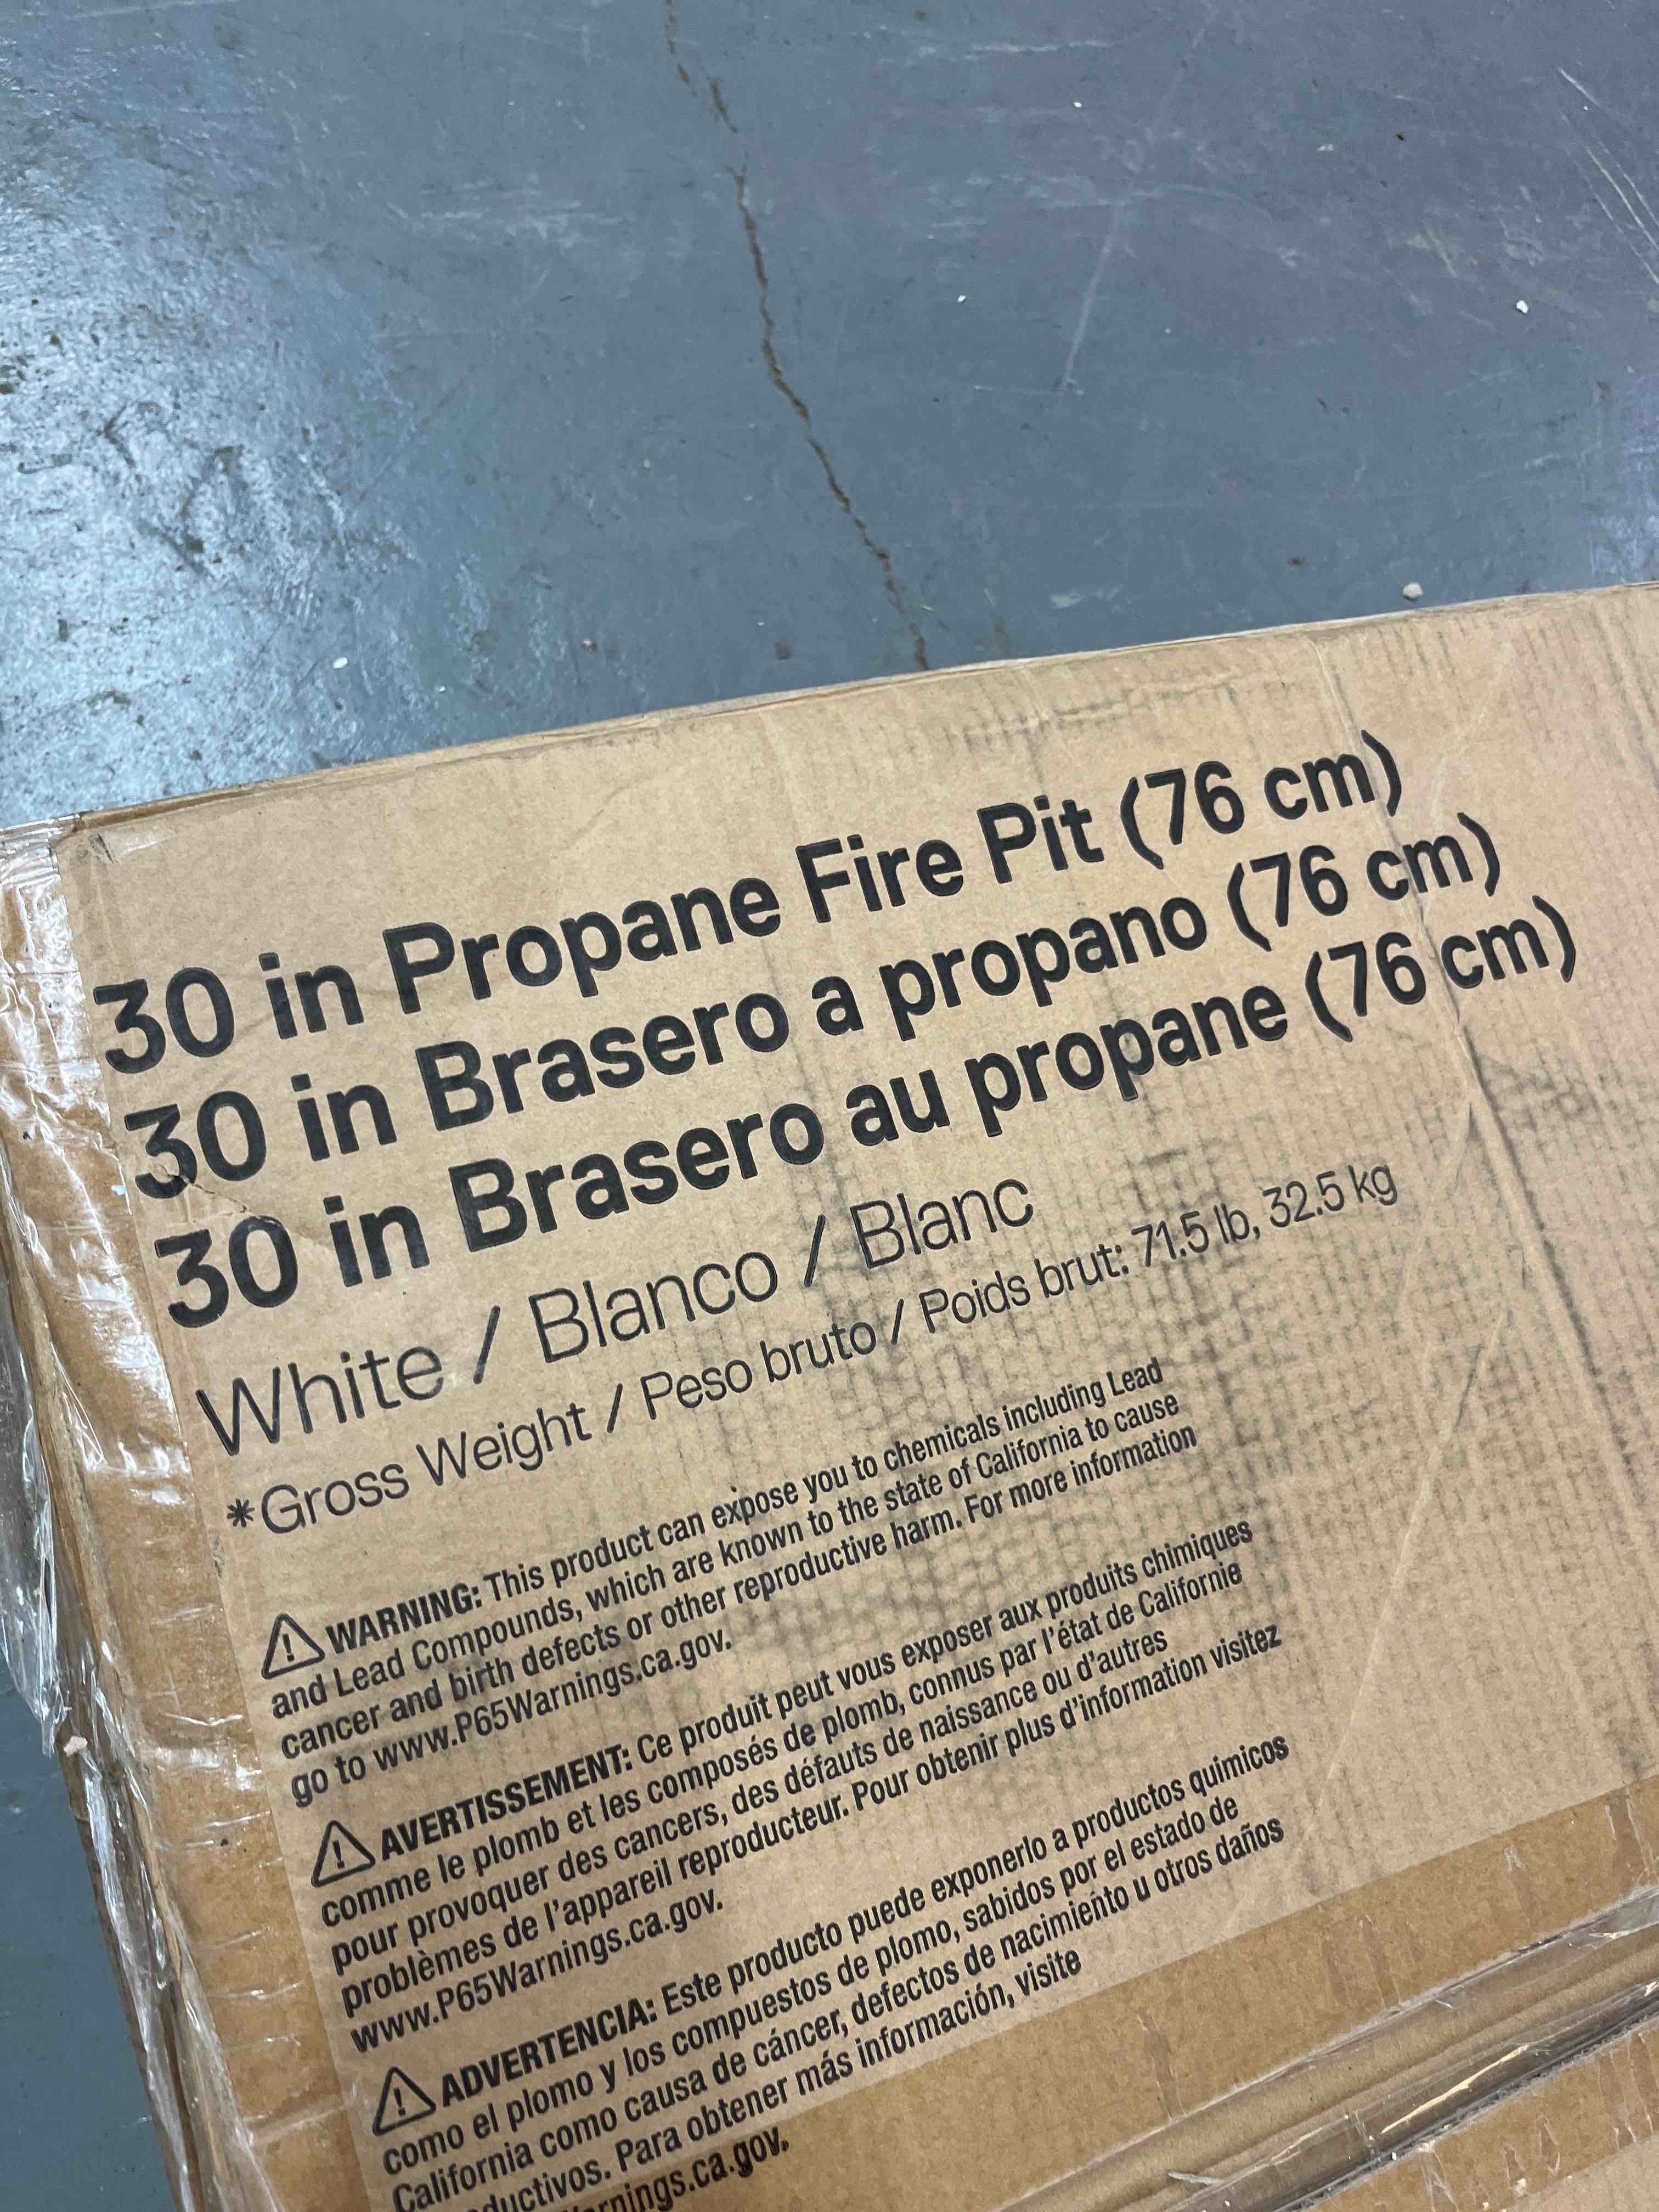 30 in Propane Fire Pit (76 cm)
30 in Brasero a propano (76 cm)
30 in Brasero au propane (76 cm)
White / Blanco / Blanc
*Gross Weight / Peso bruto / Poids brut: 71.5 lb, 32.5 kg
WARNING: This product can expose you to chemicals including Lead
and Lead Compounds, which are known to the state of California to cause
cancer and birth defects or other reproductive harm. For more information
go to www.P65Warnings.ca.gov.
AVERTISSEMENT: Ce produit peut vous exposer aux produits chimiques
comme le plomb et les composés de plomb, connus par l'état de Californie
pour provoquer des cancers, des défauts de naissance ou d'autres
problèmes de l'appareil reproducteur. Pour obtenir plus d'information visitez
www.P65Warnings.ca.gov.
ADVERTENCIA: Este producto puede exponerlo a productos quimicos
como el plomo y los compuestos de plomo, sabidos por el estado de
California como causa de cáncer, defectos de nacimiento u otros daños
ductivos. Para obtener más información, visite
arnings.ca.gov.